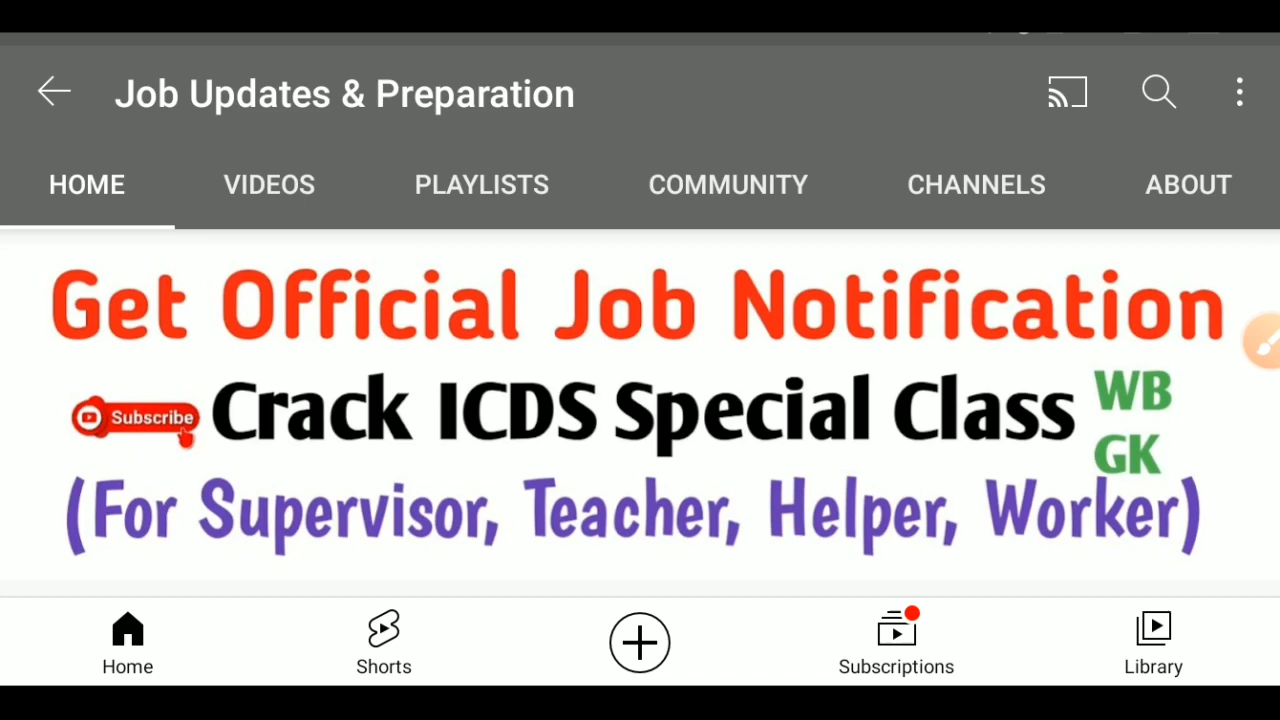 Job Updates & Preparation
HOME VIDEOS PLAYLISTS COMMUNITY CHANNELS ABOUT
Get Official Job Notification
Subscribe Crack ICDS Special Class WB
GK
(For Supervisor, Teacher, Helper, Worker)
Home Shorts Subscriptions Library